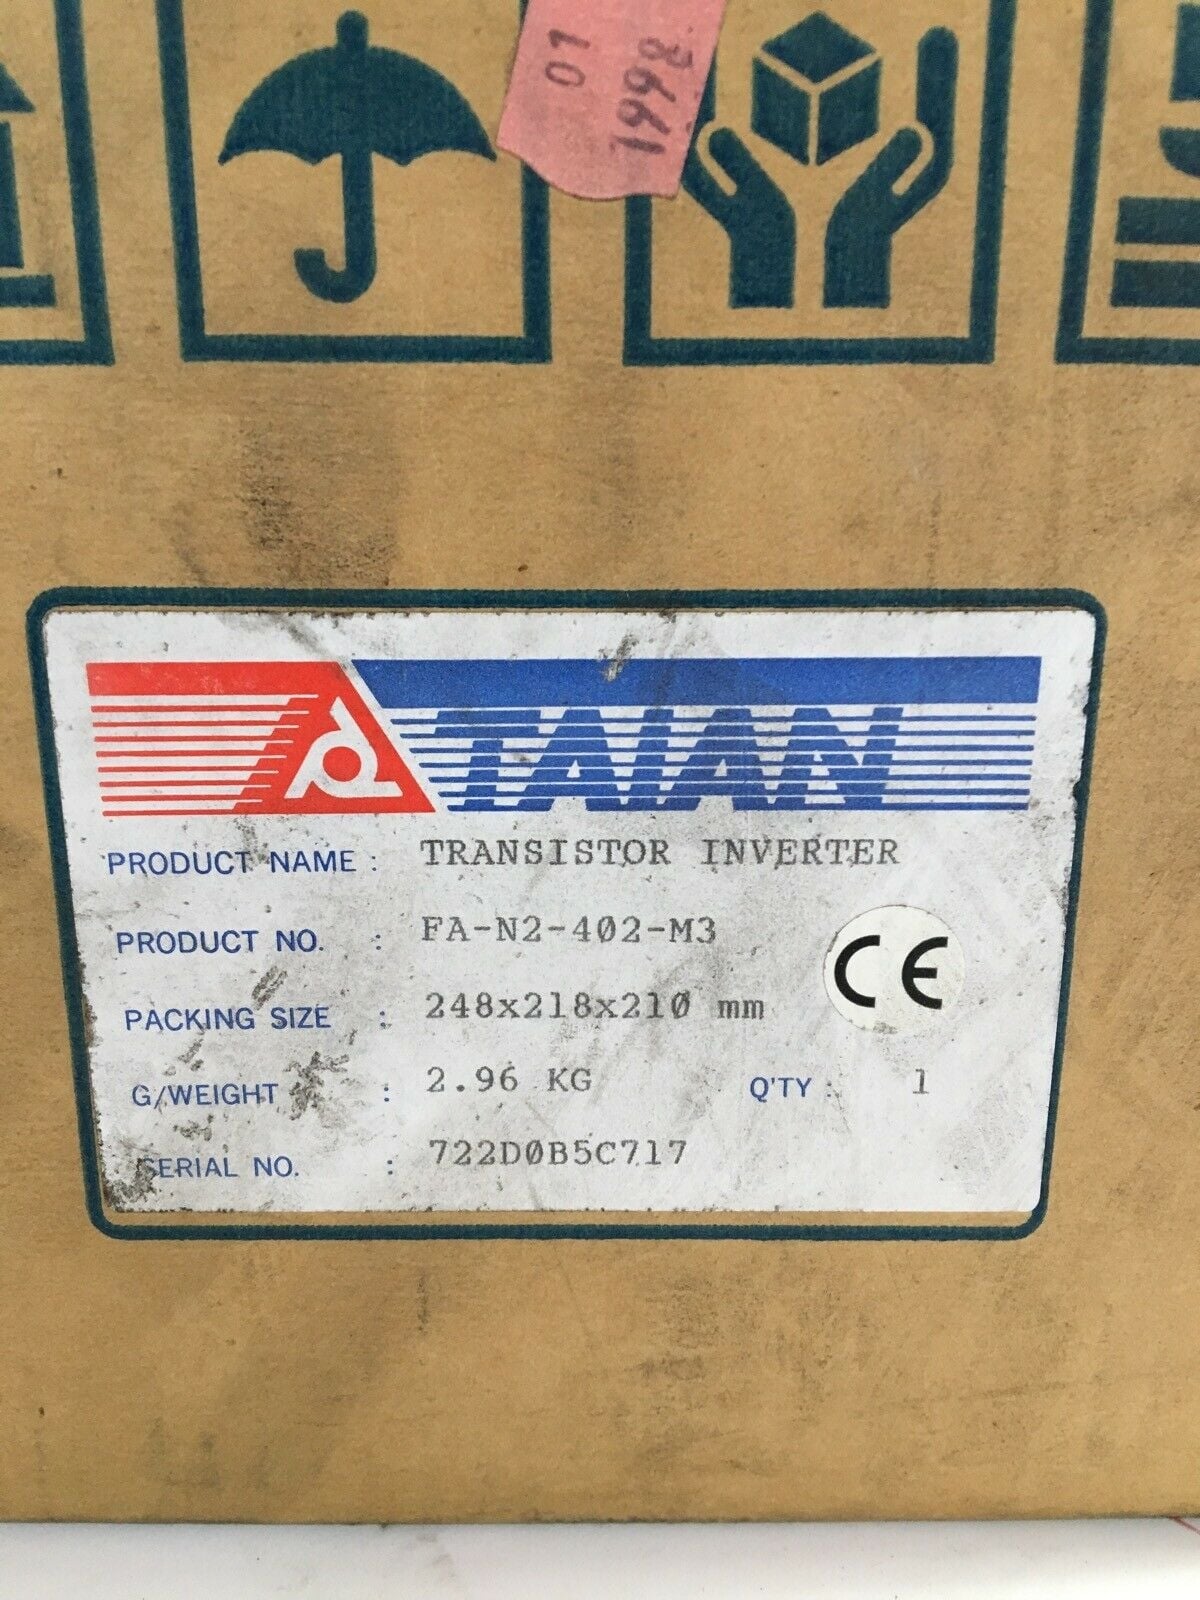 01
1998
TAIAN
PRODUCT NAME : TRANSISTOR INVERTER
PRODUCT NO. : FA-N2-402-M3
PACKING SIZE : 248x218x210 mm
CE
G/WEIGHT : 2.96 KG Q'TY : 1
SERIAL NO. : 722D0B5C717